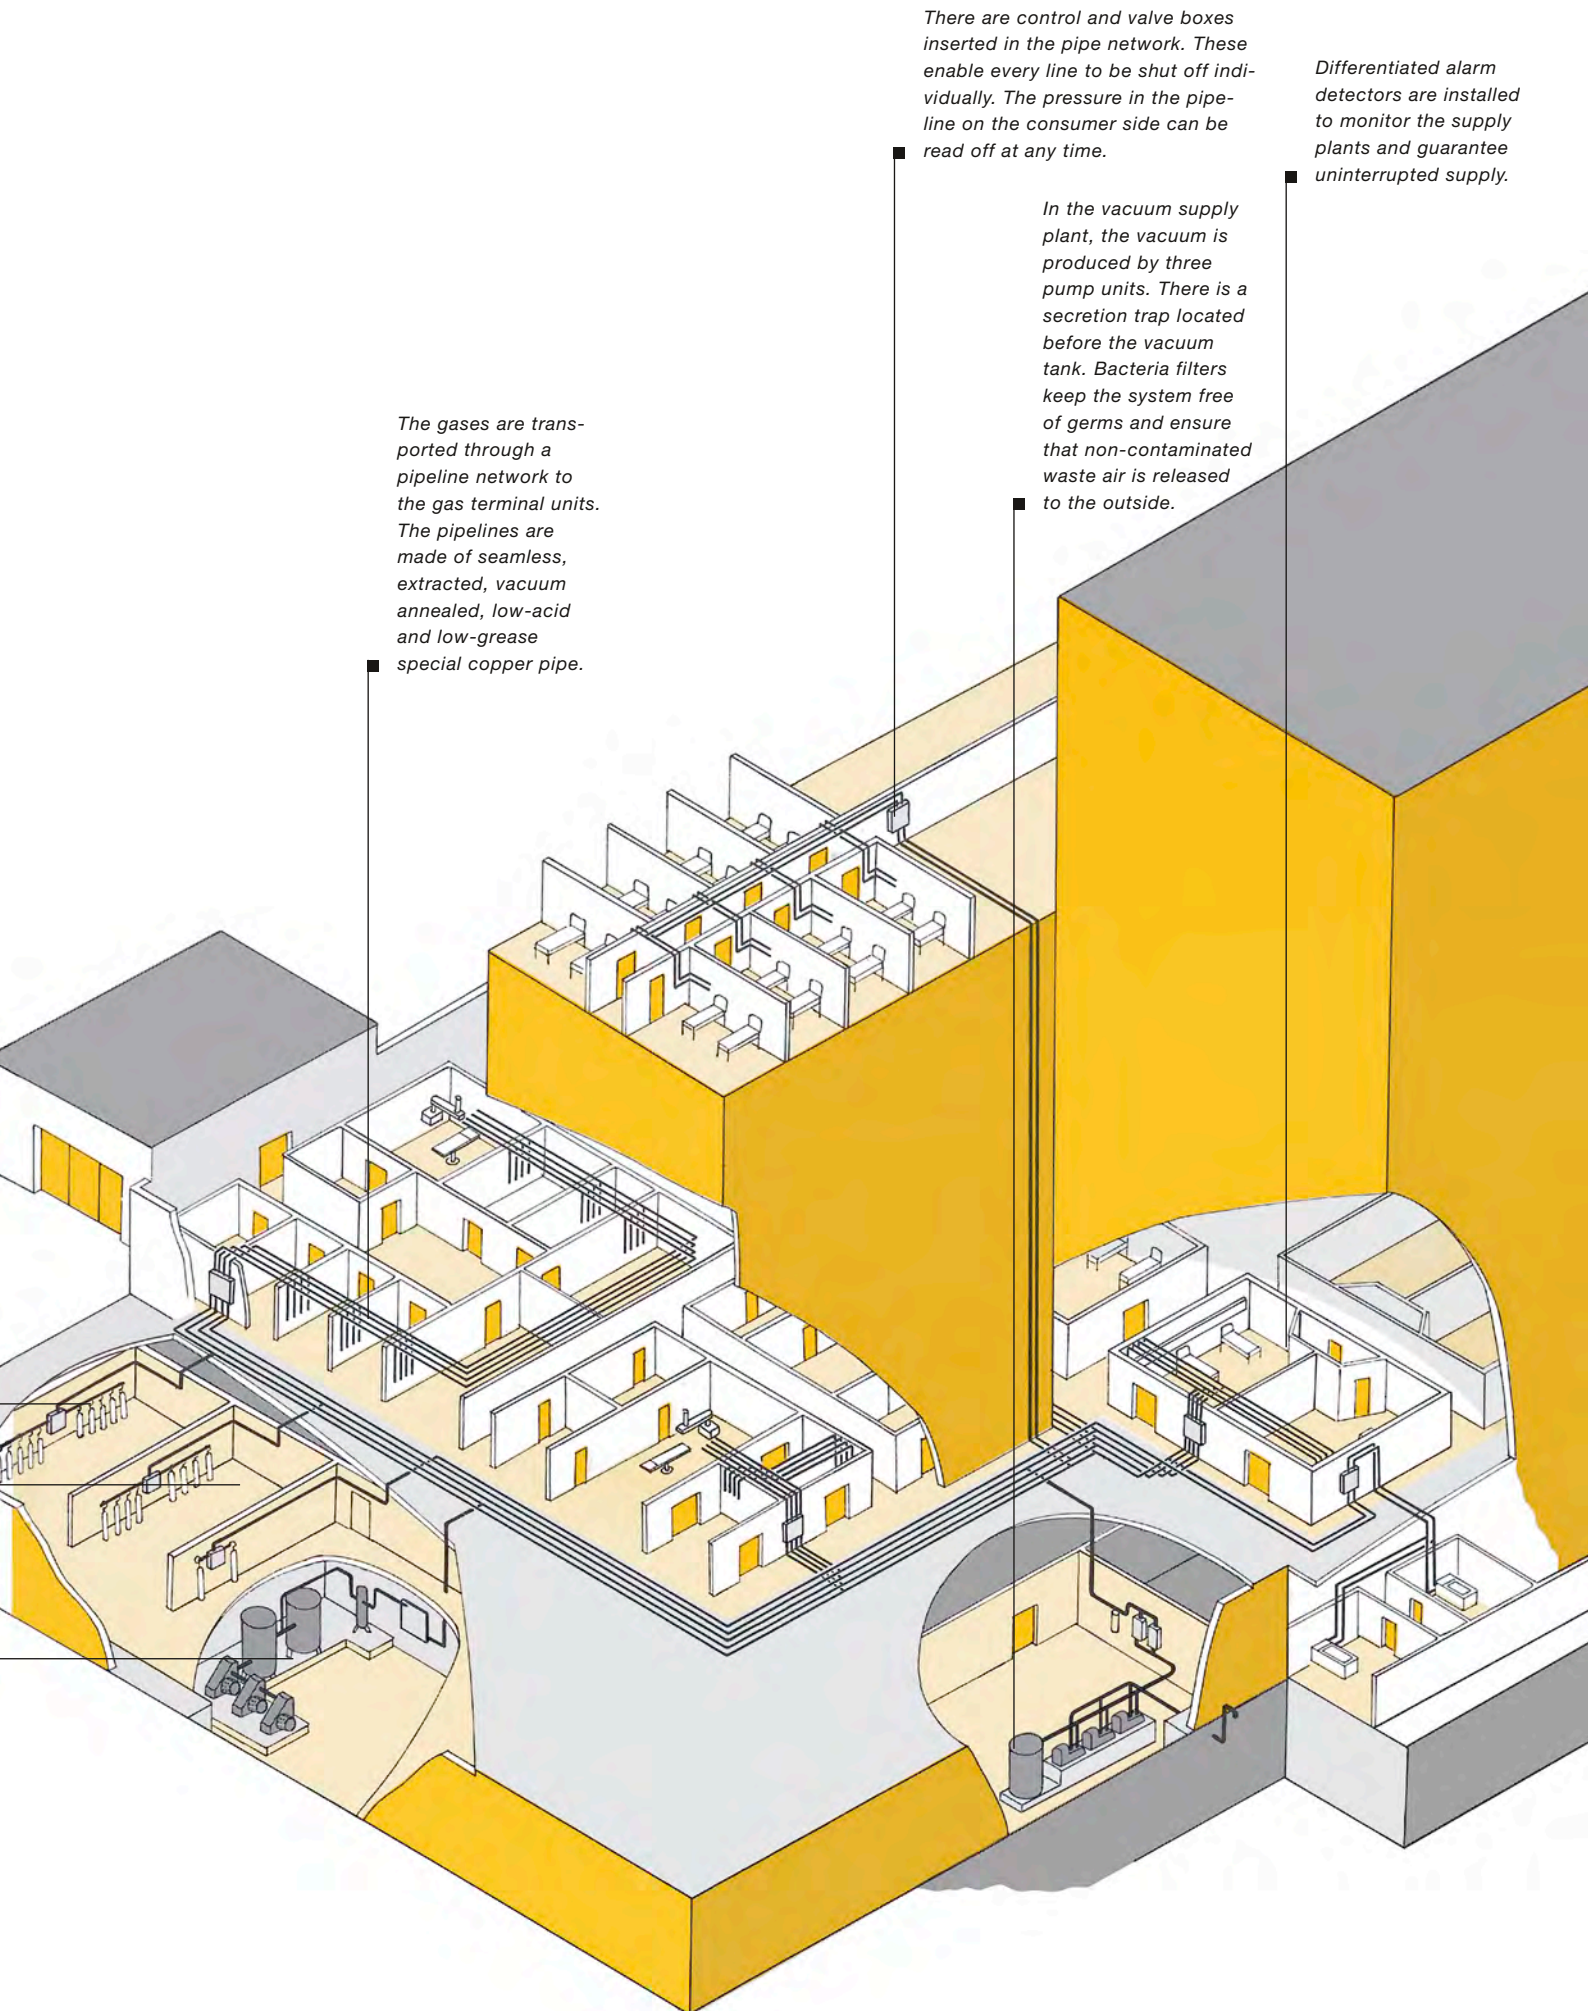 There are control and valve boxes
inserted in the pipe network. These
enable every line to be shut off indi-
vidually. The pressure in the pipe-
line on the consumer side can be
read off at any time.
Differentiated alarm
detectors are installed
to monitor the supply
plants and guarantee
uninterrupted supply.
In the vacuum supply
plant, the vacuum is
produced by three
pump units. There is a
secretion trap located
before the vacuum
tank. Bacteria filters
keep the system free
of germs and ensure
that non-contaminated
waste air is released
to the outside.
The gases are trans-
ported through a
pipeline network to
the gas terminal units.
The pipelines are
made of seamless,
extracted, vacuum
annealed, low-acid
and low-grease
special copper pipe.